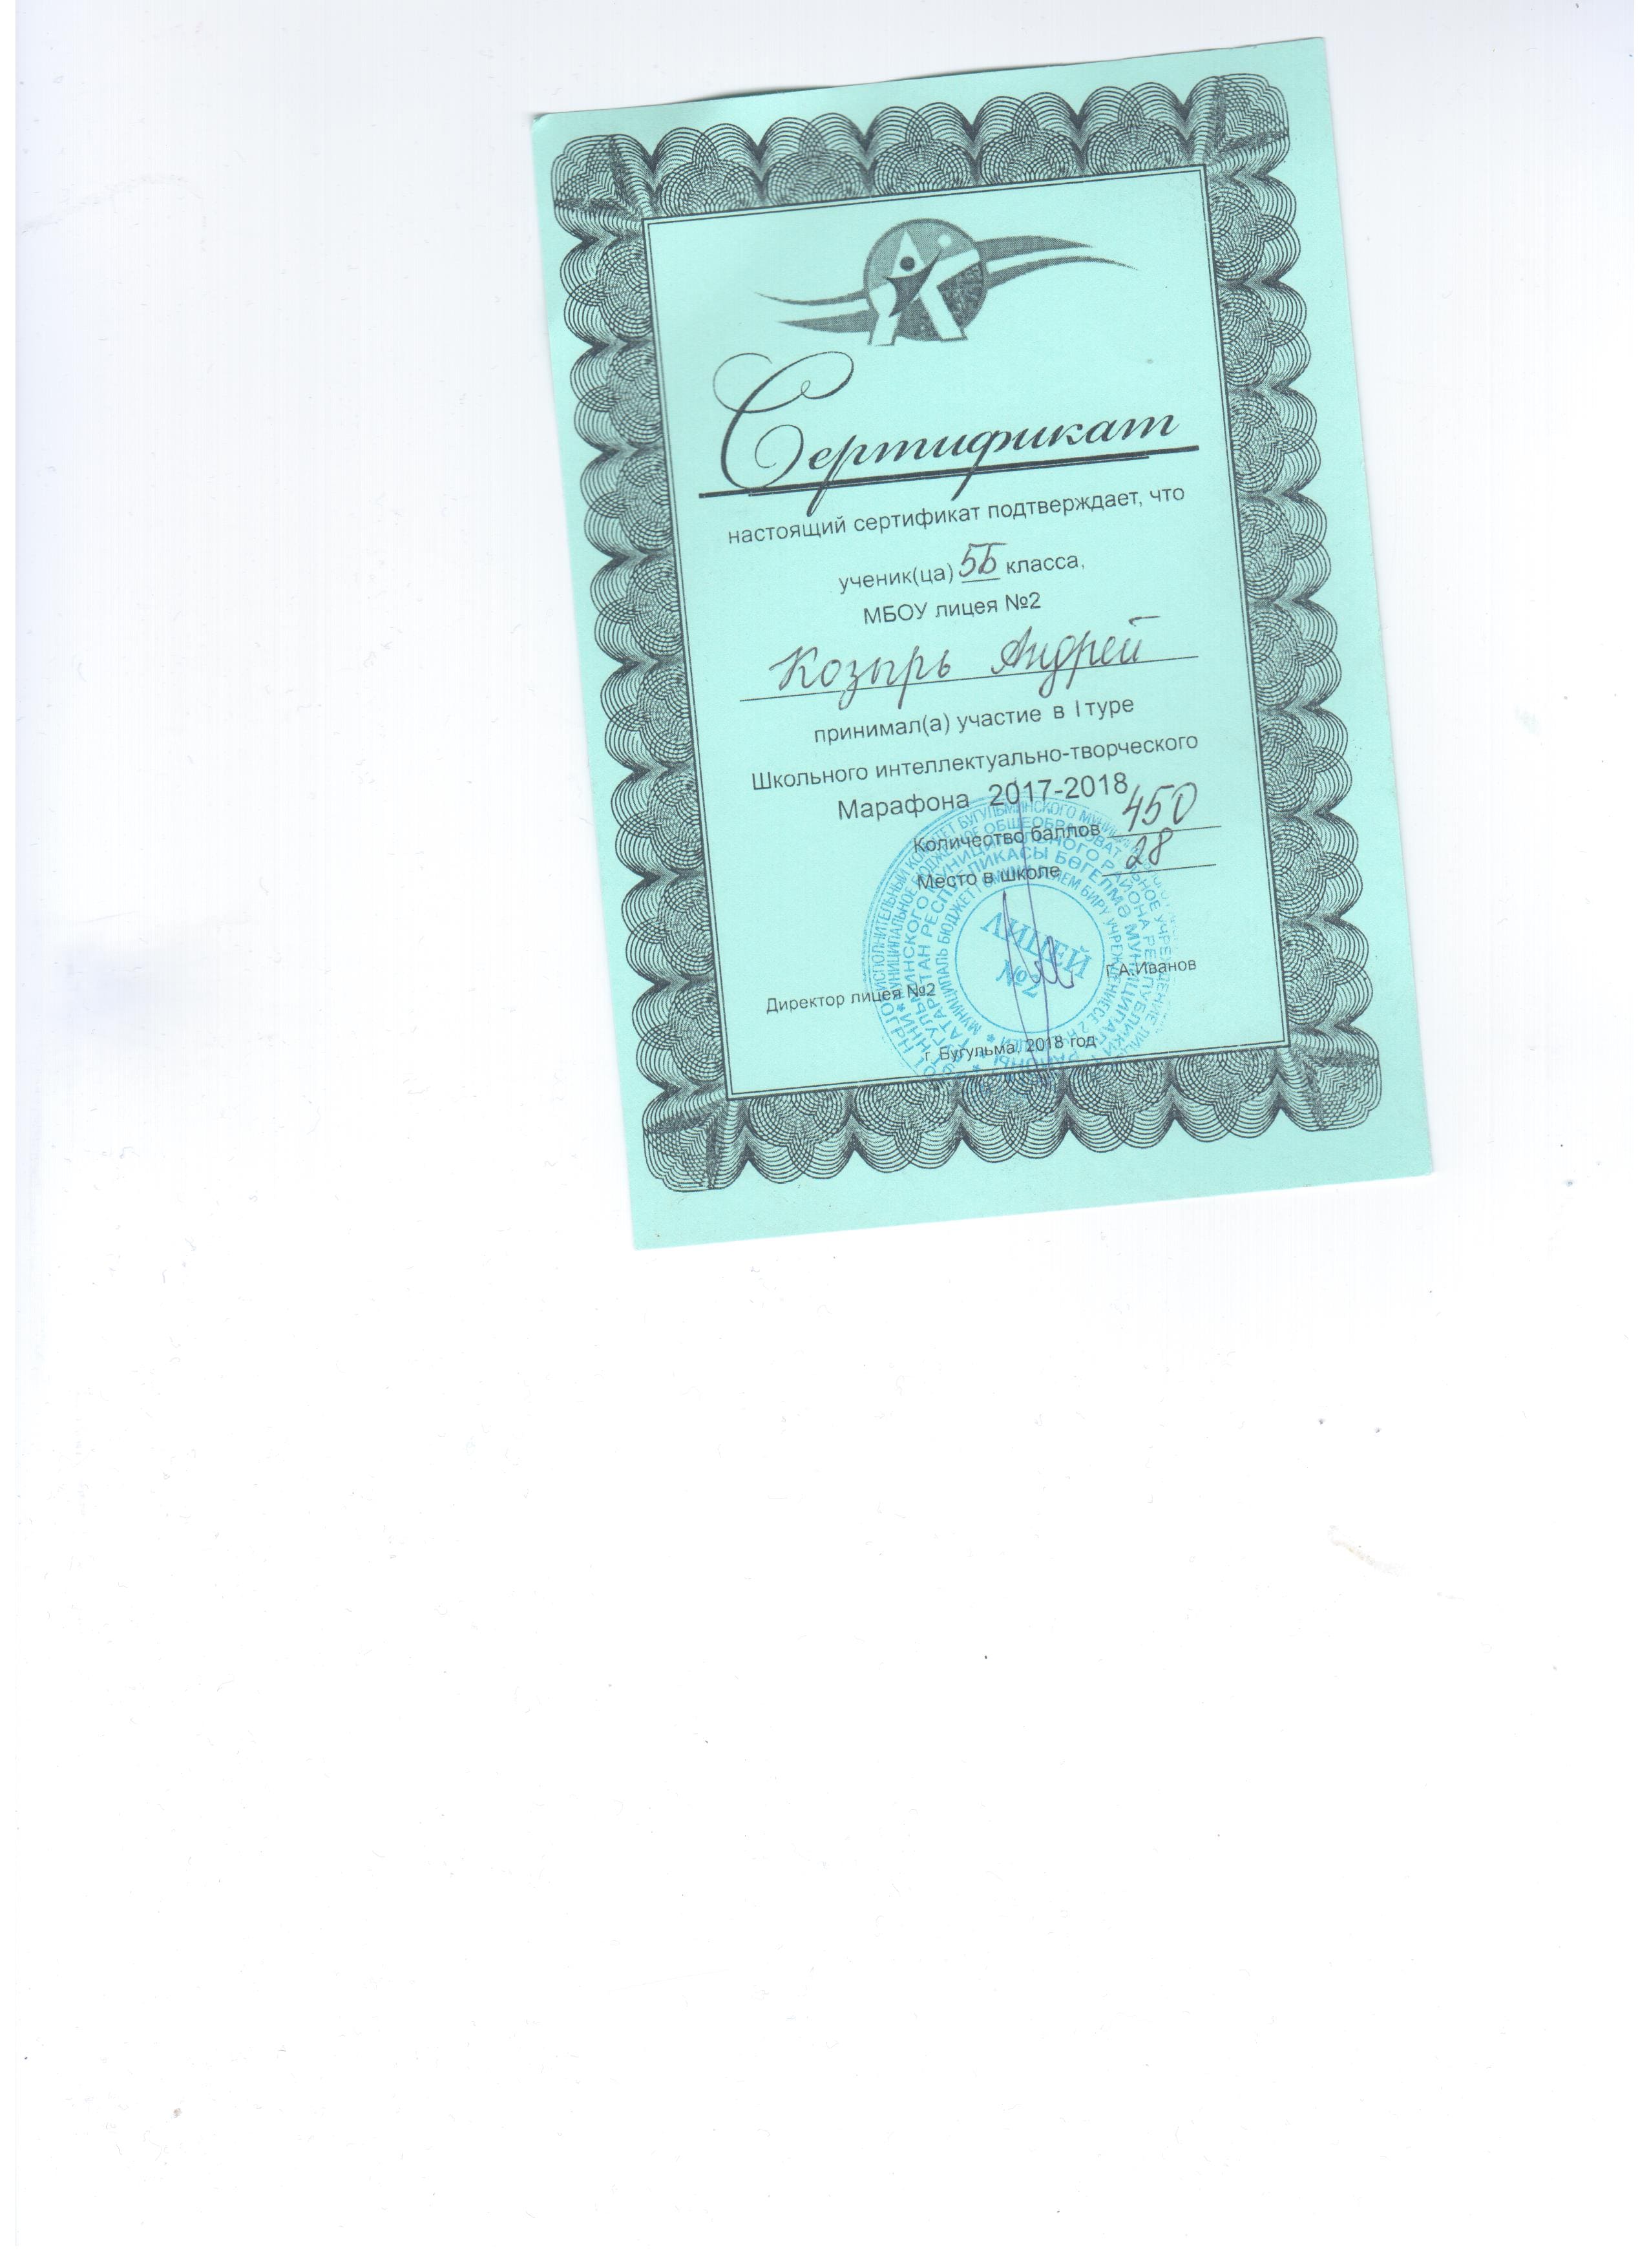 Сертификат
настоящий сертификат подтверждает, что
ученик(ца) 5Б класса,
МБОУ лицея №2
Козырь Андрей
принимал(а) участие в I туре
Школьного интеллектуально-творческого
Марафона 2017-2018
Количество баллов 450
Место в школе 28
ЛИЦЕЙ
№2
Директор лицея №2 Г.А.Иванов
г. Бугульма, 2018 год